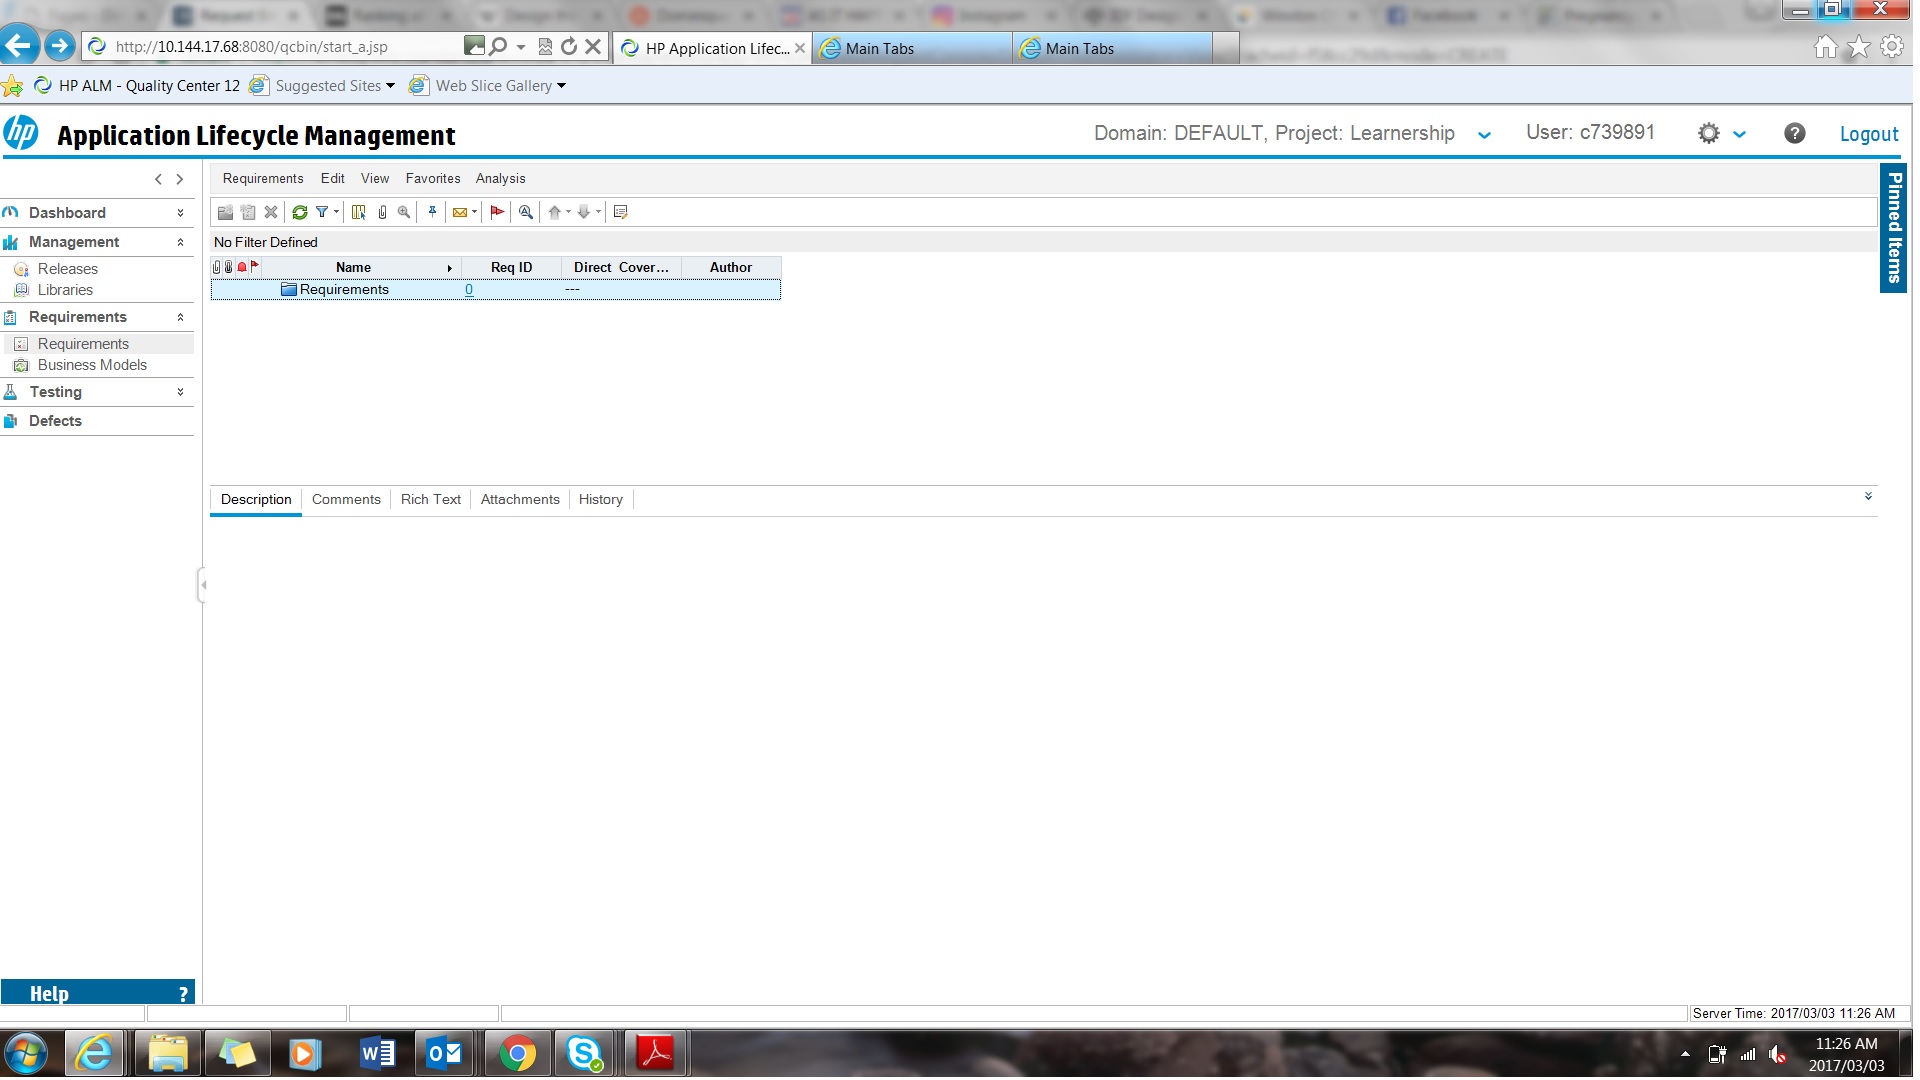 http://10.144.17.68:8080/qcbin/start_a.jsp
HP Application Lifec...
Main Tabs
Main Tabs
HP ALM - Quality Center 12
Suggested Sites
Web Slice Gallery
hp
Application Lifecycle Management
Domain: DEFAULT, Project: Learnership
User: c739891
?
Logout
Requirements Edit View Favorites Analysis
Pinned Items
Dashboard
Management
Releases
Libraries
Requirements
Requirements
Business Models
Testing
Defects
No Filter Defined
Name Req ID Direct Cover... Author
Requirements 0 ---
Description Comments Rich Text Attachments History
Help ?
Server Time: 2017/03/03 11:26 AM
11:26 AM
2017/03/03